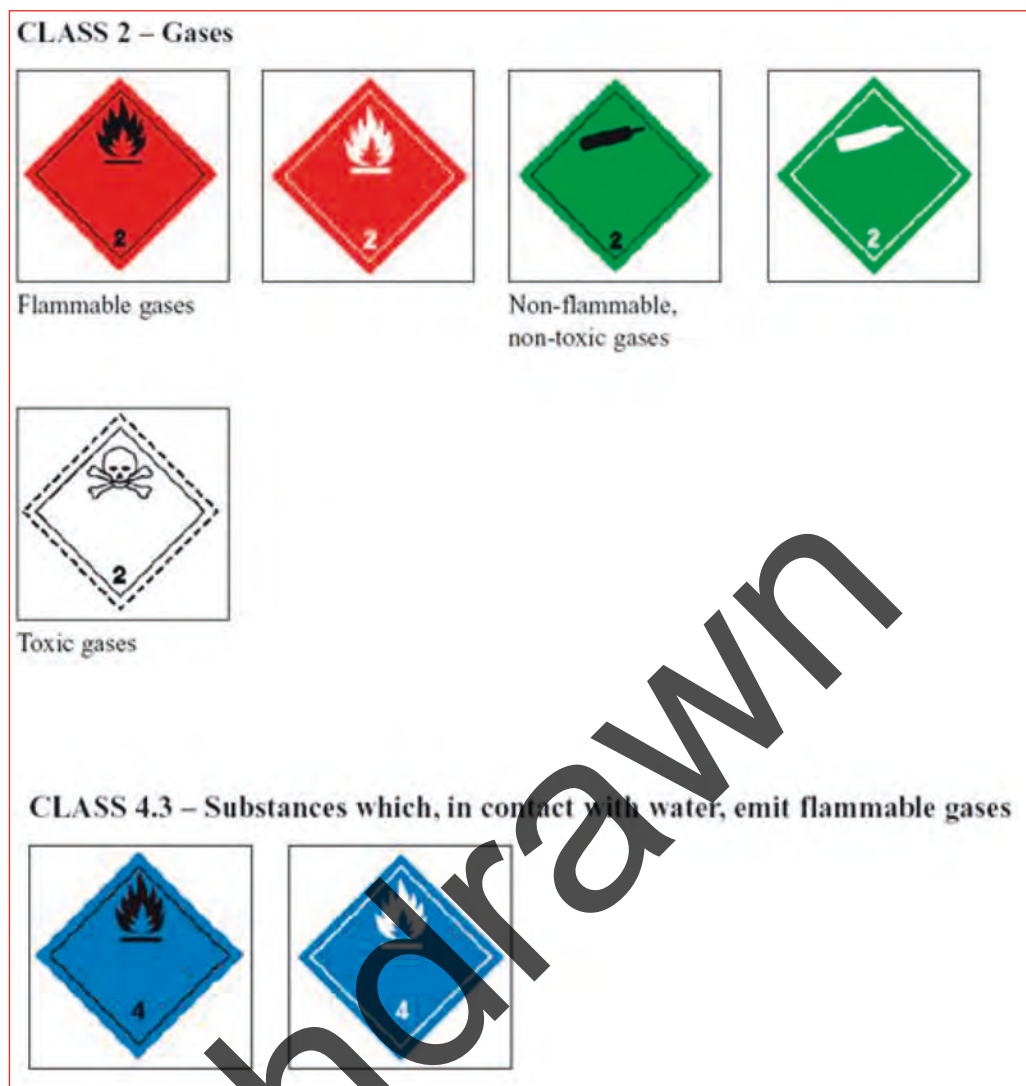 CLASS 2 – Gases
2
2
2
2
Flammable gases
Non-flammable,
non-toxic gases
2
Toxic gases
CLASS 4.3 – Substances which, in contact with water, emit flammable gases
4
4
hdrawn